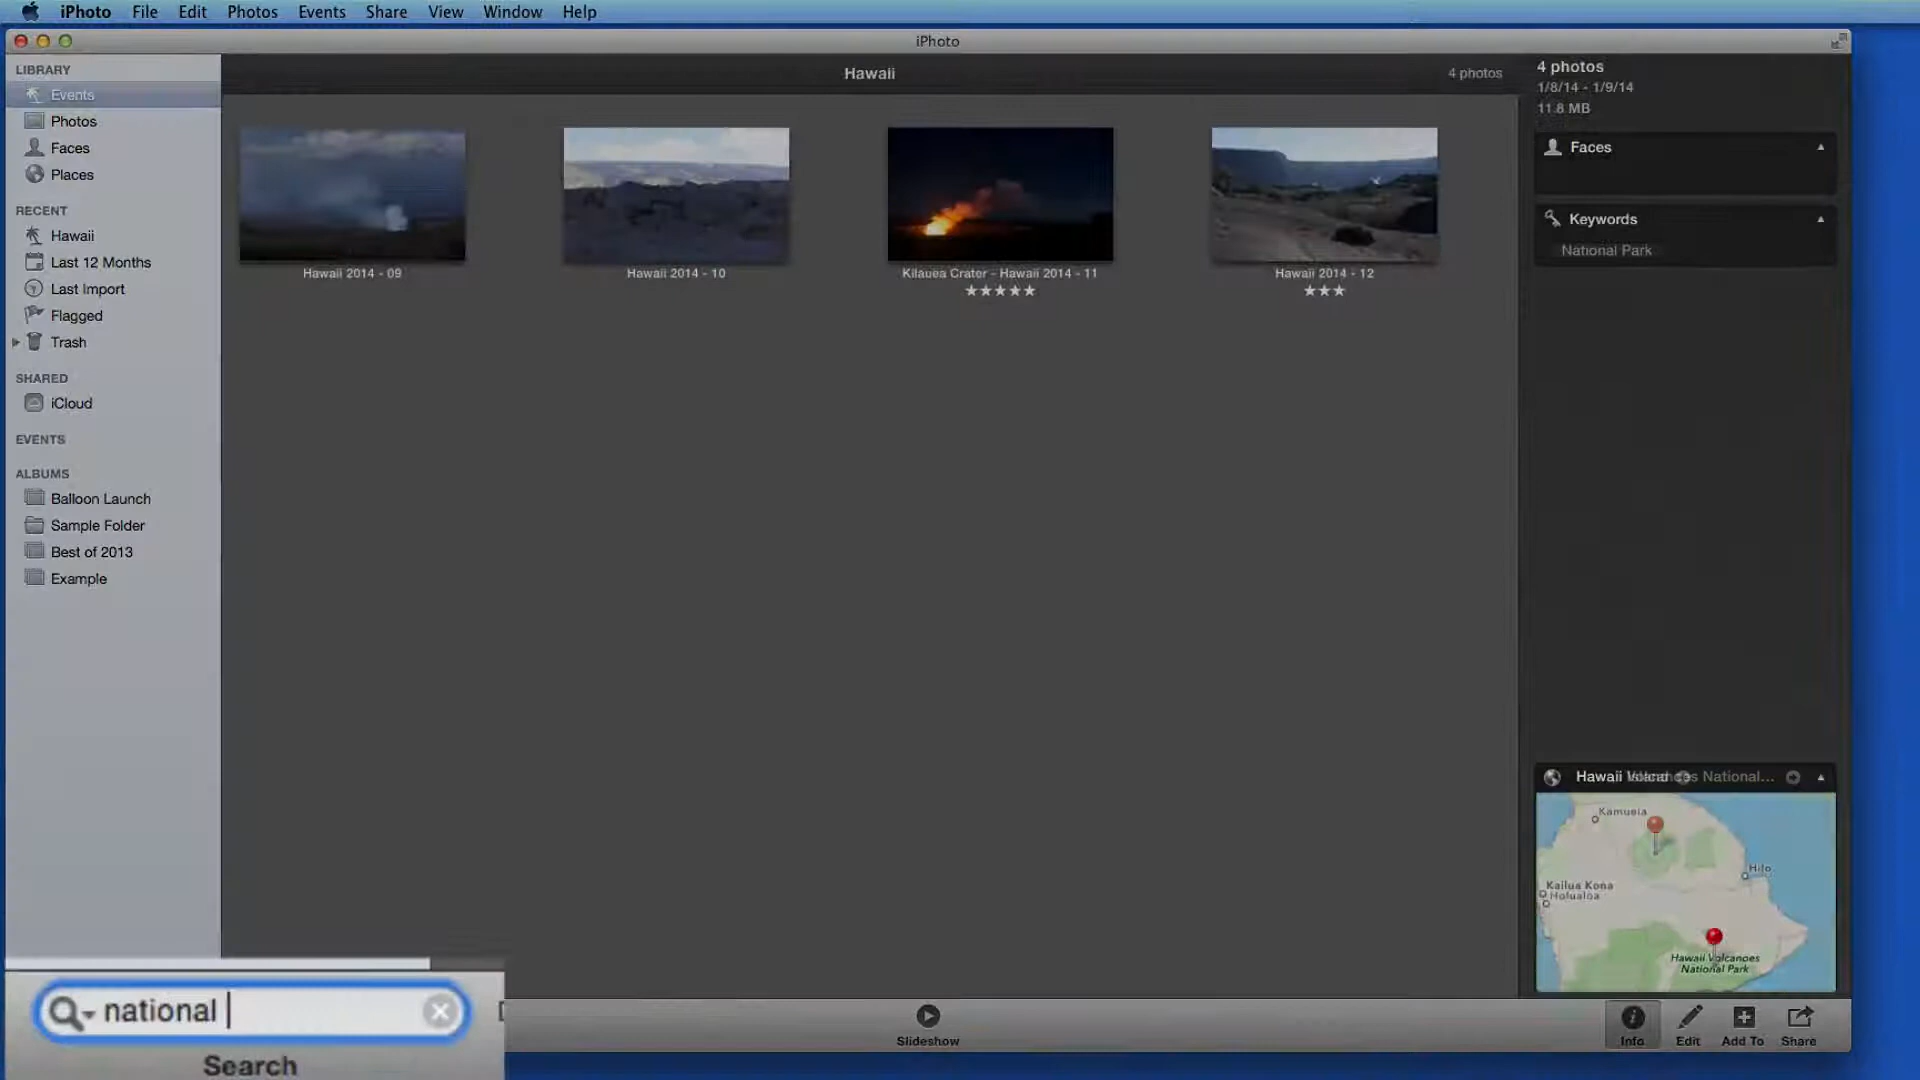 iPhoto File Edit Photos Events Share View Window Help
iPhoto
LIBRARY
Events
Photos
Faces
Places
RECENT
Hawaii
Last 12 Months
Last Import
Flagged
Trash
SHARED
iCloud
EVENTS
ALBUMS
Balloon Launch
Sample Folder
Best of 2013
Example
Hawaii
4 photos
Hawaii 2014 - 09
Hawaii 2014 - 10
Kilauea Crater - Hawaii 2014 - 11
★★★★★
Hawaii 2014 - 12
★★★
4 photos
1/8/14 - 1/9/14
11.8 MB
Faces
Keywords
National Park
Hawaii National...
Kamuela
Hilo
Kailua Kona
Holualoa
Hawaii Volcanoes
National Park
national
Search
Slideshow
Info
Edit
Add To
Share